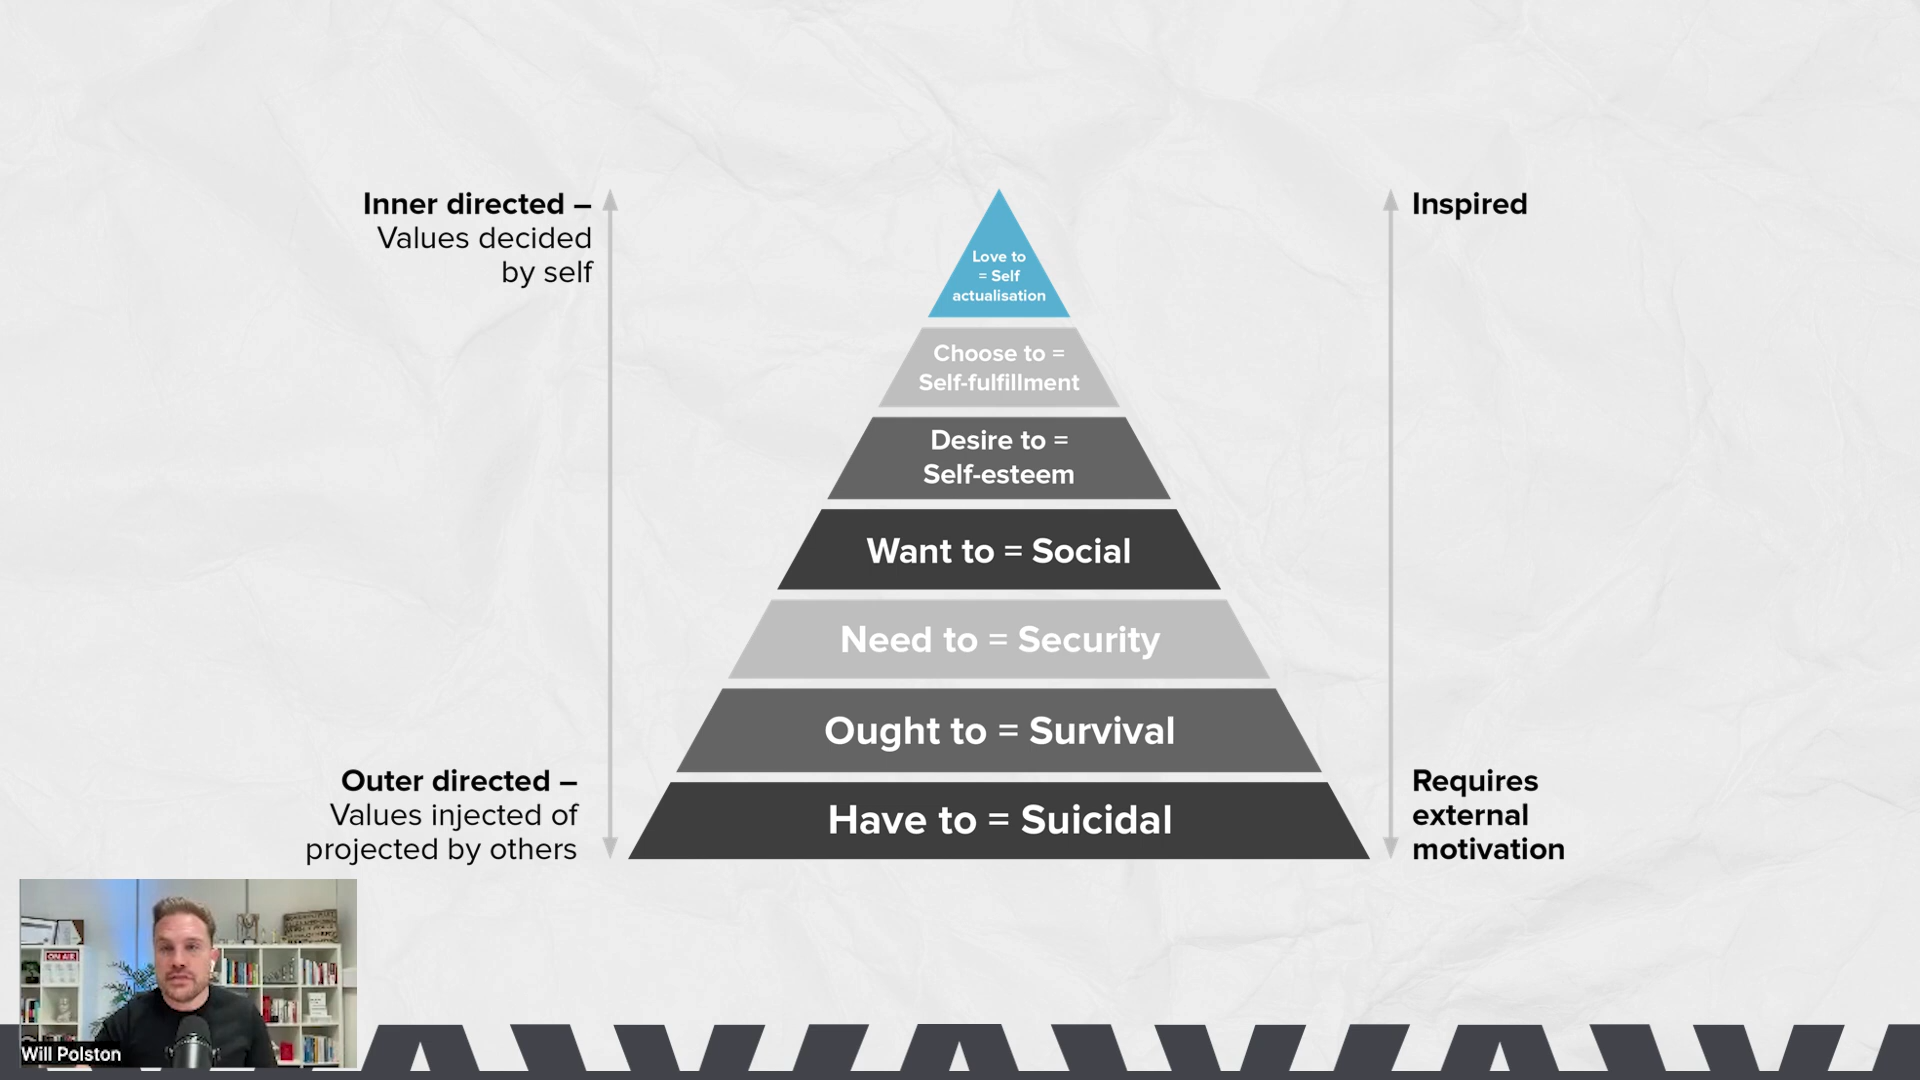 Inner directed –
Values decided
by self
Inspired
Love to
= Self
actualisation
Choose to =
Self-fulfillment
Desire to =
Self-esteem
Want to = Social
Need to = Security
Ought to = Survival
Have to = Suicidal
Outer directed –
Values injected of
projected by others
Requires
external
motivation
ON AIR
Will Polston